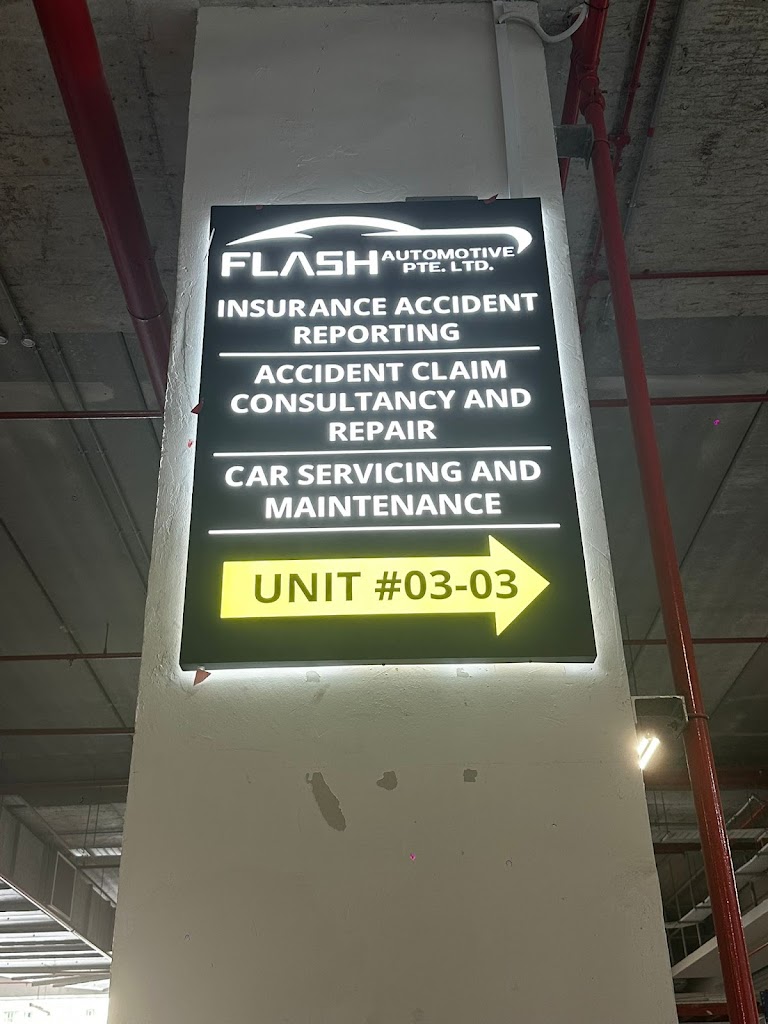 FLASH AUTOMOTIVE
PTE. LTD.
INSURANCE ACCIDENT
REPORTING
ACCIDENT CLAIM
CONSULTANCY AND
REPAIR
CAR SERVICING AND
MAINTENANCE
UNIT #03-03